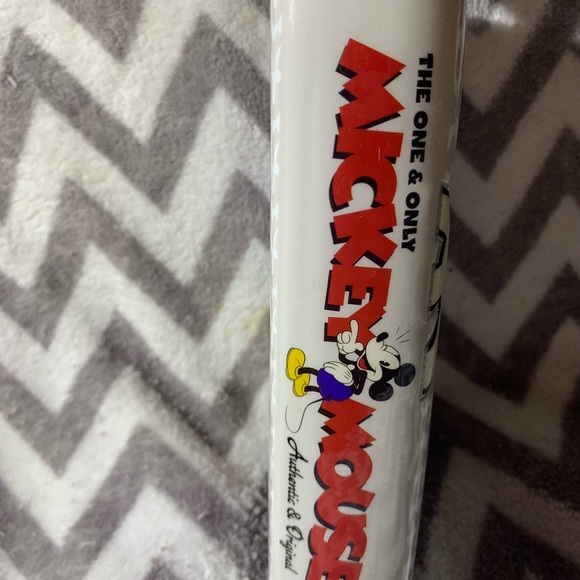 THE ONE & ONLY
MICKEY MOUSE
Authentic & Original